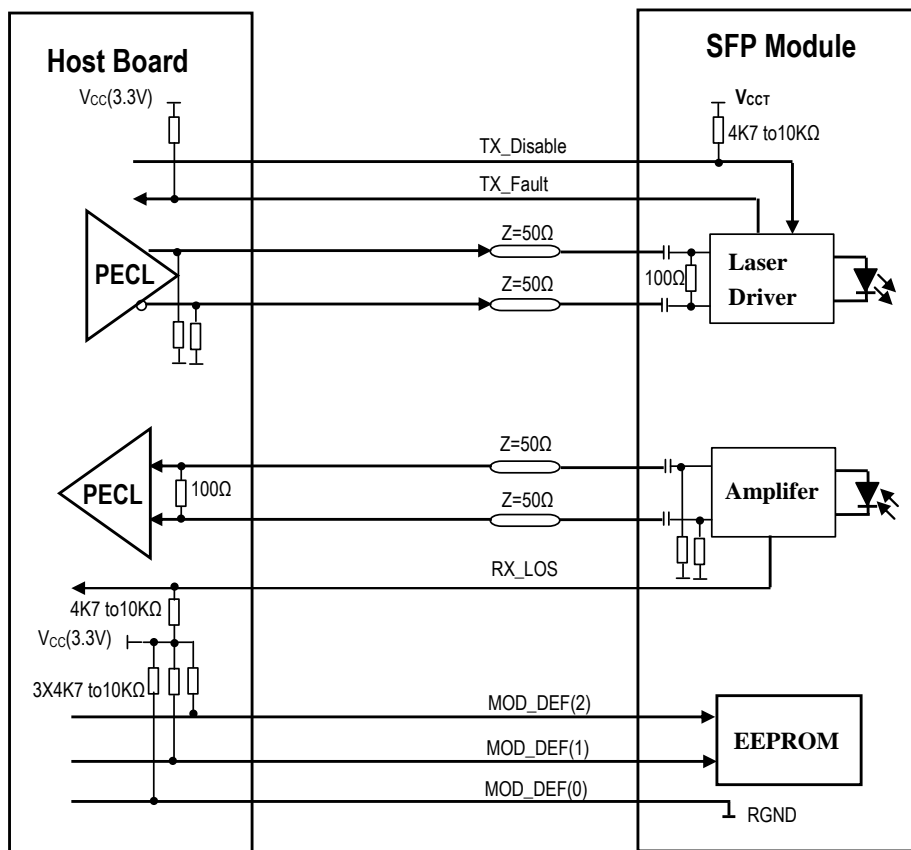 Host Board
SFP Module
VCC(3.3V)
VCCT
4K7 to10KΩ
TX_Disable
TX_Fault
Z=50Ω
PECL
100Ω
Laser
Driver
Z=50Ω
Z=50Ω
PECL
100Ω
Z=50Ω
Amplifer
RX_LOS
4K7 to10KΩ
VCC(3.3V)
3X4K7 to10KΩ
MOD_DEF(2)
EEPROM
MOD_DEF(1)
MOD_DEF(0)
RGND